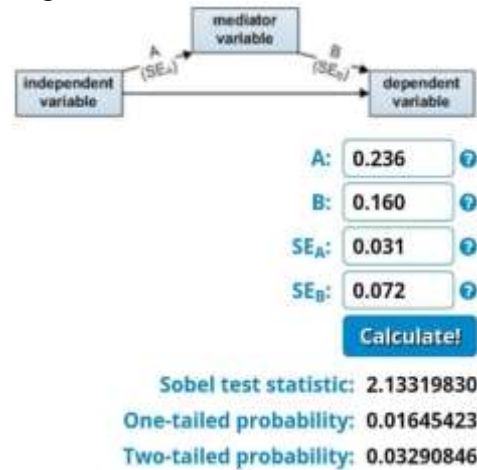 mediator
variable
A
(SEA)
B
(SEB)
independent
variable
dependent
variable
A: 0.236
B: 0.160
SEA: 0.031
SEB: 0.072
Calculate!
Sobel test statistic: 2.13319830
One-tailed probability: 0.01645423
Two-tailed probability: 0.03290846